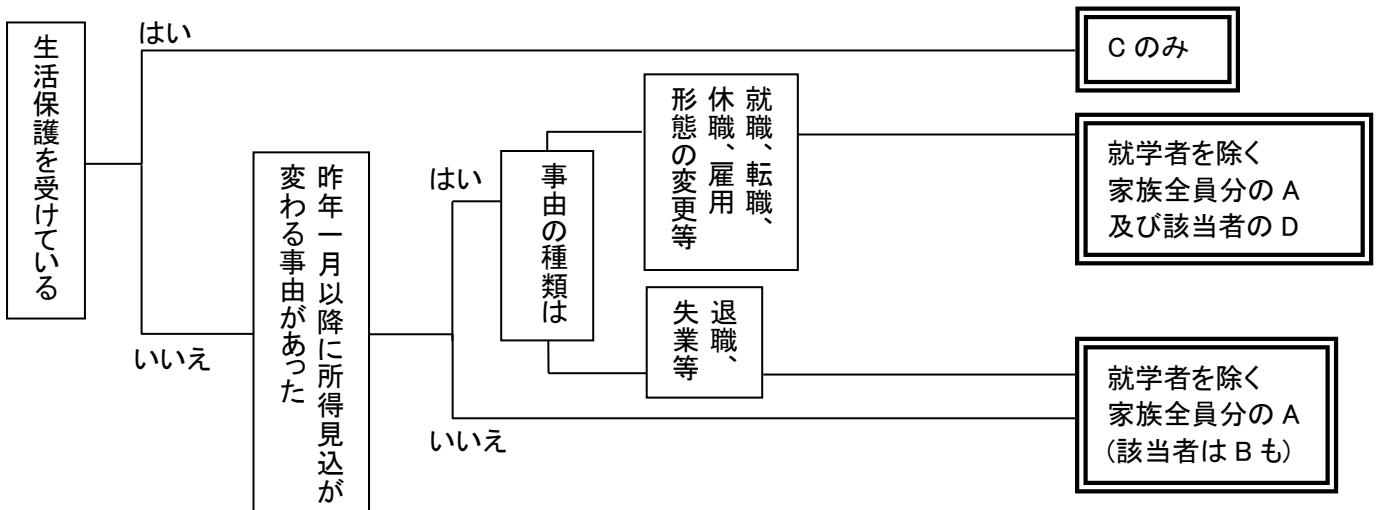 生活保護を受けている
はい
いいえ
C のみ
昨年一月以降に所得見込が
変わる事由があった
はい
いいえ
事由の種類は
就職、転職、
休職、雇用
形態の変更等
就学者を除く
家族全員分の A
及び該当者の D
退職、
失業等
就学者を除く
家族全員分の A
(該当者は B も)